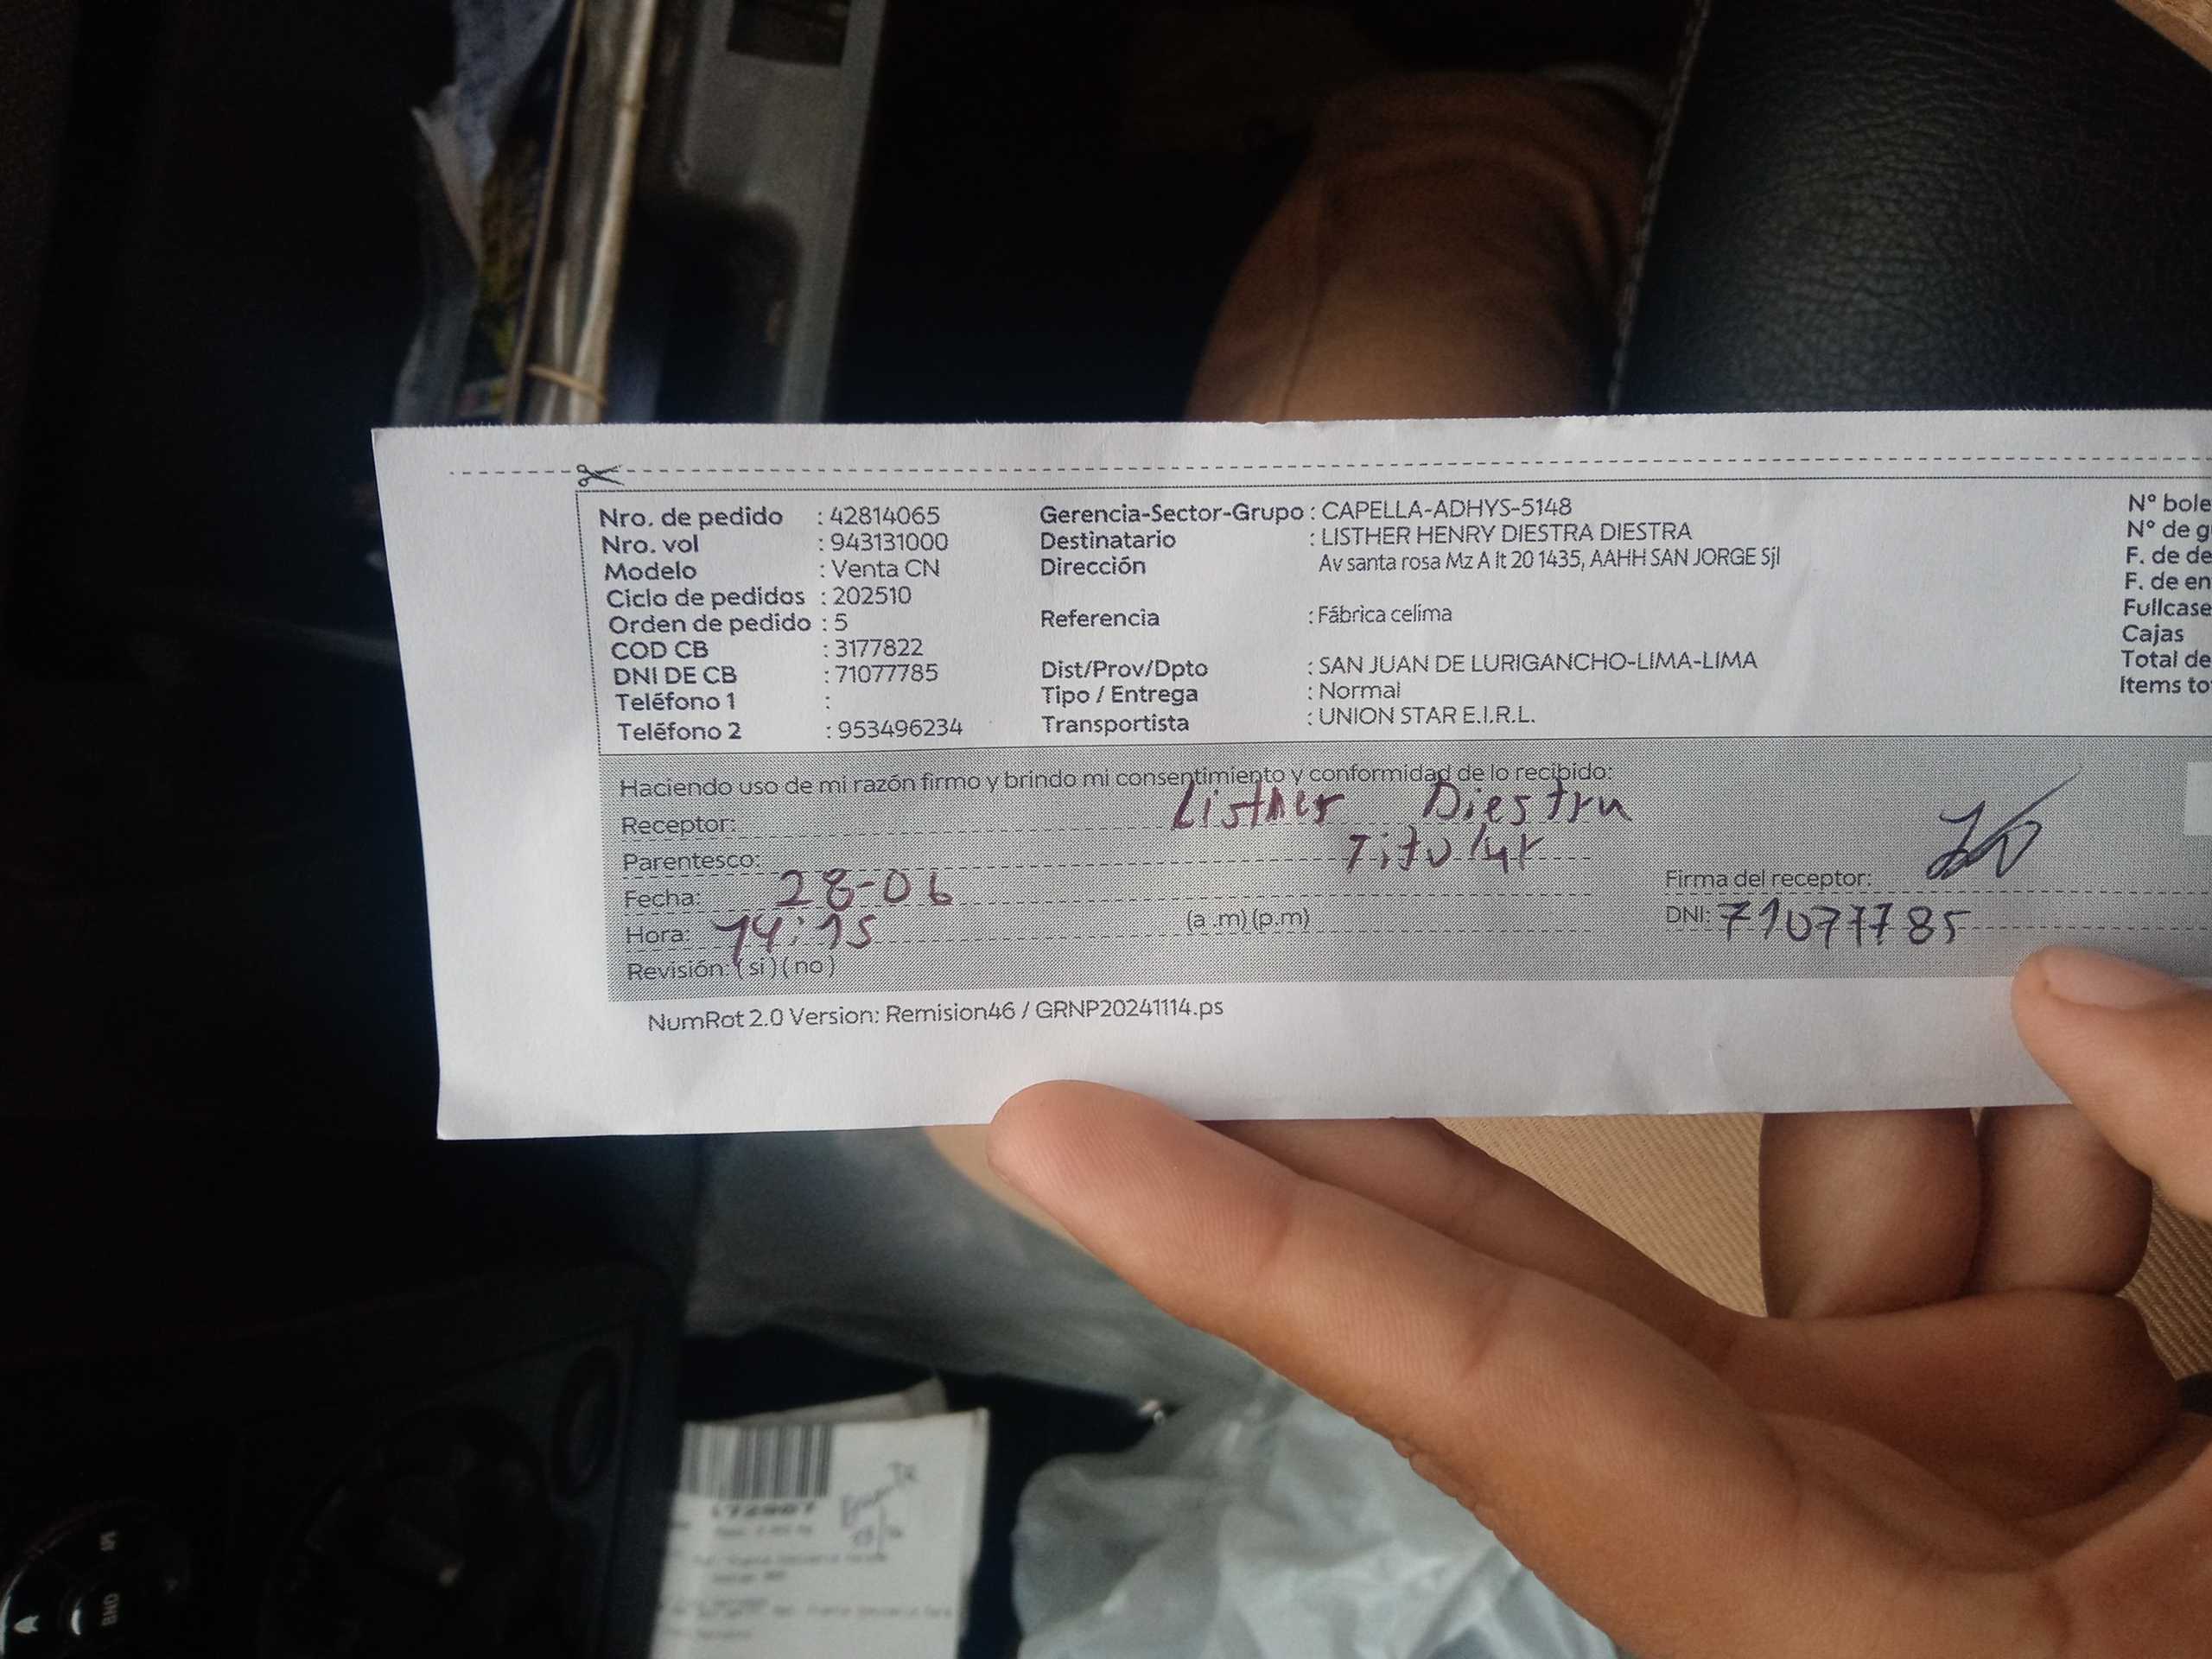 Nro. de pedido : 42814065
Nro. vol : 943131000
Modelo : Venta CN
Ciclo de pedidos : 202510
Orden de pedido : 5
COD CB : 3177822
DNI DE CB : 71077785
Teléfono 1 :
Teléfono 2 : 953496234
Gerencia-Sector-Grupo : CAPELLA-ADHYS-5148
Destinatario : LISTHER HENRY DIESTRA DIESTRA
Dirección Av santa rosa Mz A lt 20 1435, AAHH SAN JORGE Sjl
Referencia : Fábrica celima
Dist/Prov/Dpto : SAN JUAN DE LURIGANCHO-LIMA-LIMA
Tipo / Entrega : Normal
Transportista : UNION STAR E.I.R.L.
N° bole
N° de g
F. de de
F. de en
Fullcase
Cajas
Total de
Items to
Haciendo uso de mi razón firmo y brindo mi consentimiento y conformidad de lo recibido:
Receptor: Listher Diestra
Parentesco: Titular
Fecha: 28-06
Hora: 14:15 (a .m) (p.m)
Revisión: ( si ) ( no )
Firma del receptor:
DNI: 71077785
NumRot 2.0 Version: Remision46 / GRNP20241114.ps